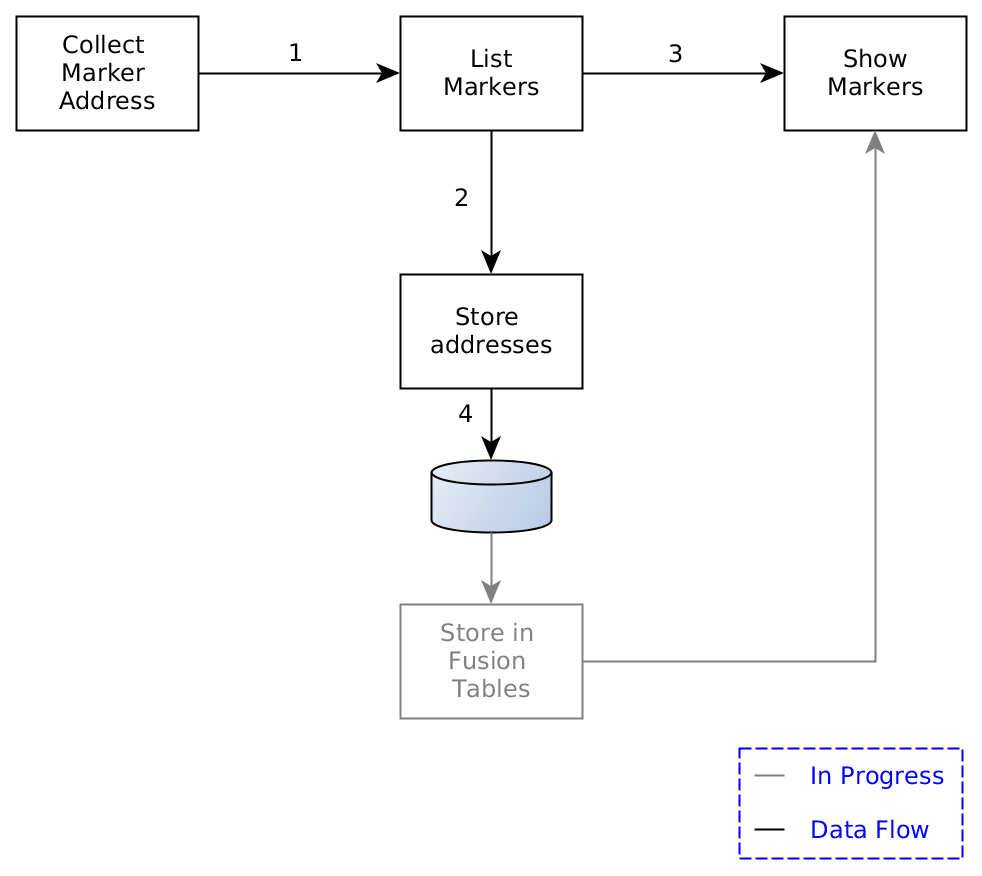 Collect
Marker
Address
1
List
Markers
3
Show
Markers
2
Store
addresses
4
Store in
Fusion
Tables
In Progress
Data Flow